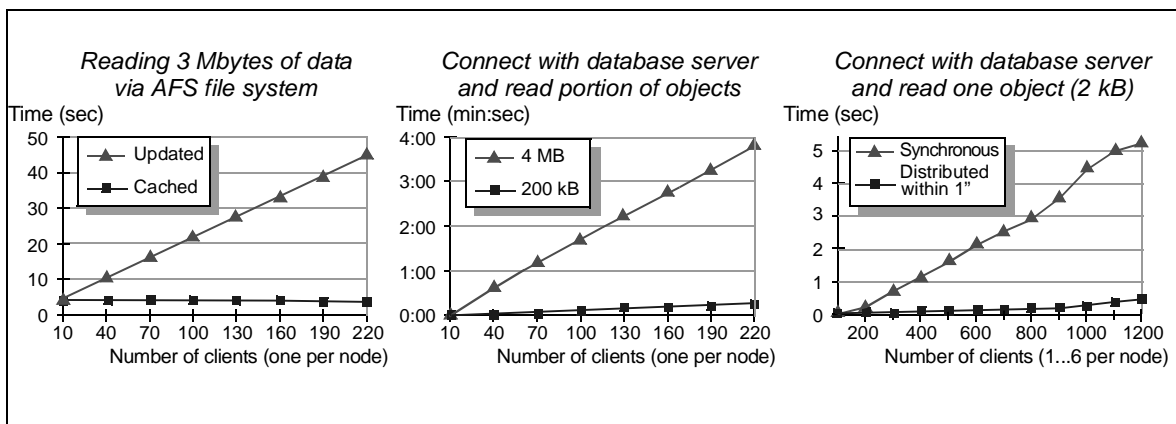 Reading 3 Mbytes of data
via AFS file system
Time (sec)
50
40
30
20
10
0
Updated
Cached
10 40 70 100 130 160 190 220
Number of clients (one per node)
Connect with database server
and read portion of objects
Time (min:sec)
4:00
3:00
2:00
1:00
0:00
4 MB
200 kB
10 40 70 100 130 160 190 220
Number of clients (one per node)
Connect with database server
and read one object (2 kB)
Time (sec)
5
4
3
2
1
0
Synchronous
Distributed
within 1”
200 400 600 800 1000 1200
Number of clients (1...6 per node)